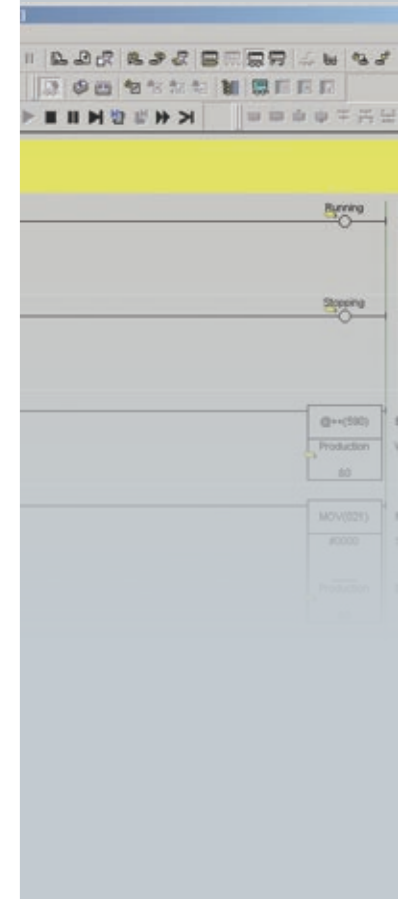 Running
Stopping
@++(590)
Production
MOV(021)
#0000
Production